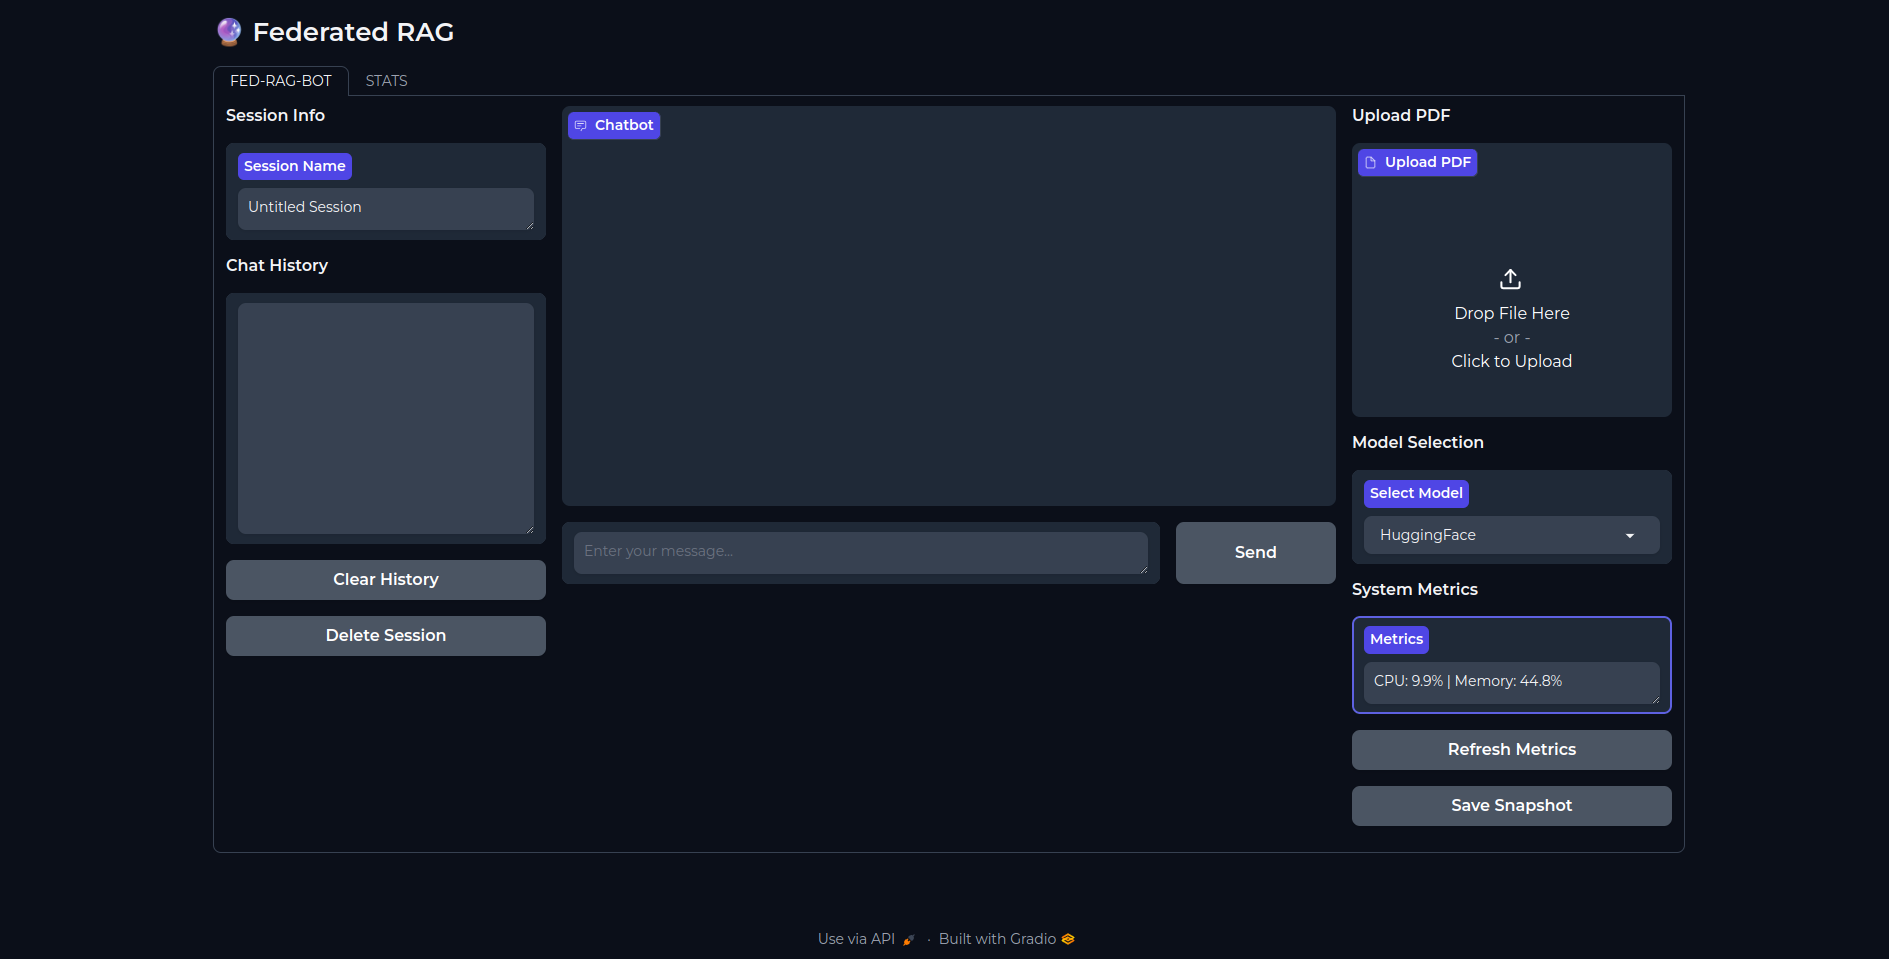 🔮 Federated RAG
FED-RAG-BOT
STATS
Session Info
Session Name
Untitled Session
Chat History
Clear History
Delete Session
Chatbot
Enter your message...
Send
Upload PDF
Upload PDF
Drop File Here
- or -
Click to Upload
Model Selection
Select Model
HuggingFace
System Metrics
Metrics
CPU: 9.9% | Memory: 44.8%
Refresh Metrics
Save Snapshot
Use via API 🚀 · Built with Gradio